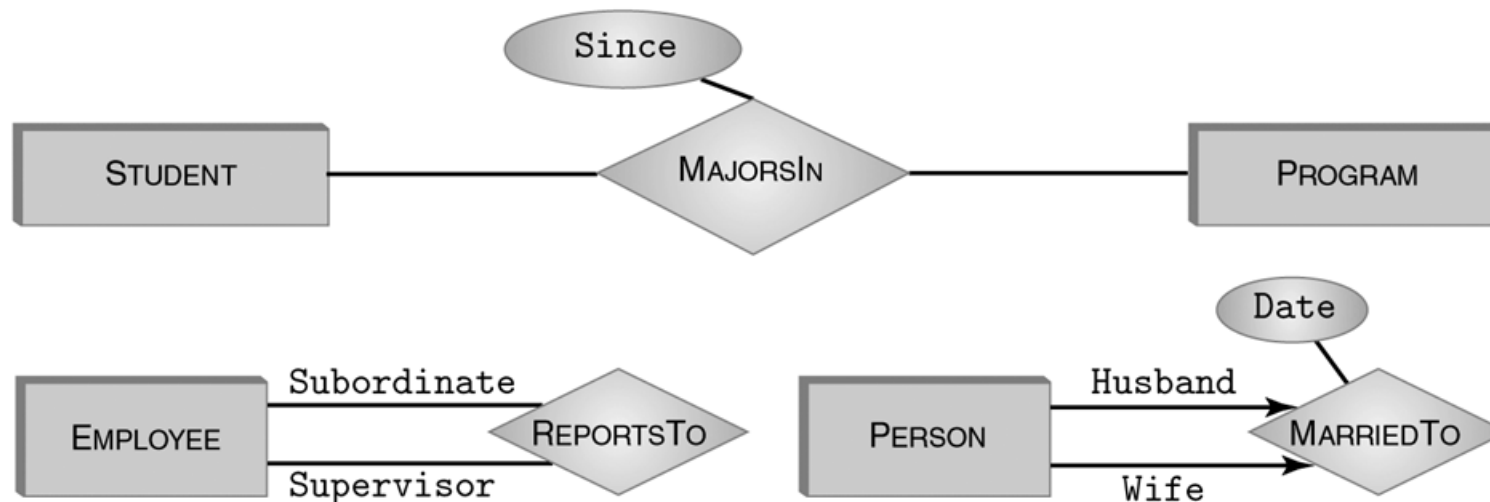 Since
STUDENT
MAJORSIN
PROGRAM
Date
Subordinate
Husband
EMPLOYEE
REPORTSTO
PERSON
MARRIEDTO
Supervisor
Wife